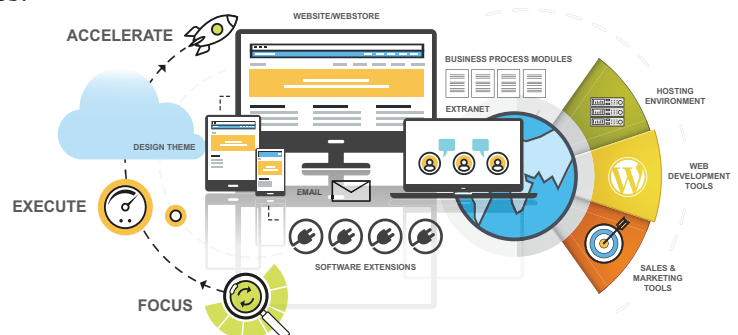 WEBSITE/WEBSTORE
ACCELERATE
BUSINESS PROCESS MODULES
HOSTING
ENVIRONMENT
EXTRANET
DESIGN THEME
WEB
DEVELOPMENT
TOOLS
EMAIL
EXECUTE
SOFTWARE EXTENSIONS
SALES &
MARKETING
TOOLS
FOCUS